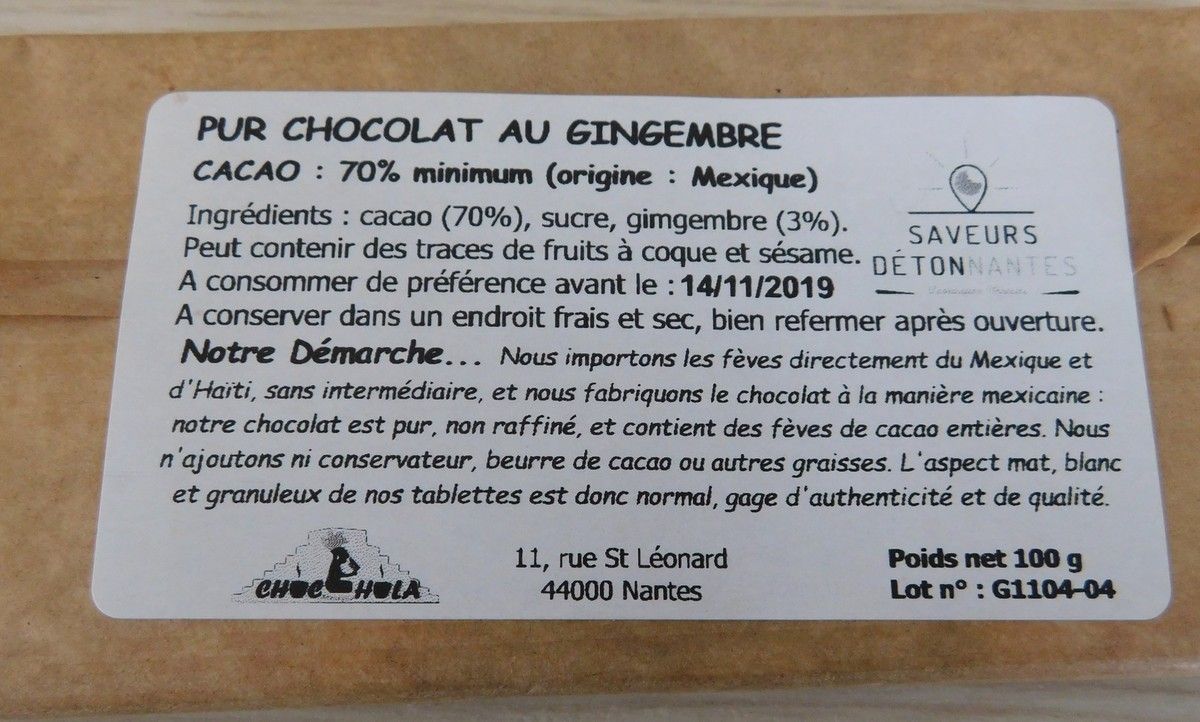 PUR CHOCOLAT AU GINGEMBRE
CACAO : 70% minimum (origine : Mexique)
Ingrédients : cacao (70%), sucre, gimgembre (3%).
Peut contenir des traces de fruits à coque et sésame.
A consommer de préférence avant le : 14/11/2019
A conserver dans un endroit frais et sec, bien refermer après ouverture.
SAVEURS
DÉTONNANTES
Notre Démarche... Nous importons les fèves directement du Mexique et
d'Haïti, sans intermédiaire, et nous fabriquons le chocolat à la manière mexicaine :
notre chocolat est pur, non raffiné, et contient des fèves de cacao entières. Nous
n'ajoutons ni conservateur, beurre de cacao ou autres graisses. L'aspect mat, blanc
et granuleux de nos tablettes est donc normal, gage d'authenticité et de qualité.
CHOC HOLA
11, rue St Léonard
44000 Nantes
Poids net 100 g
Lot n° : G1104-04